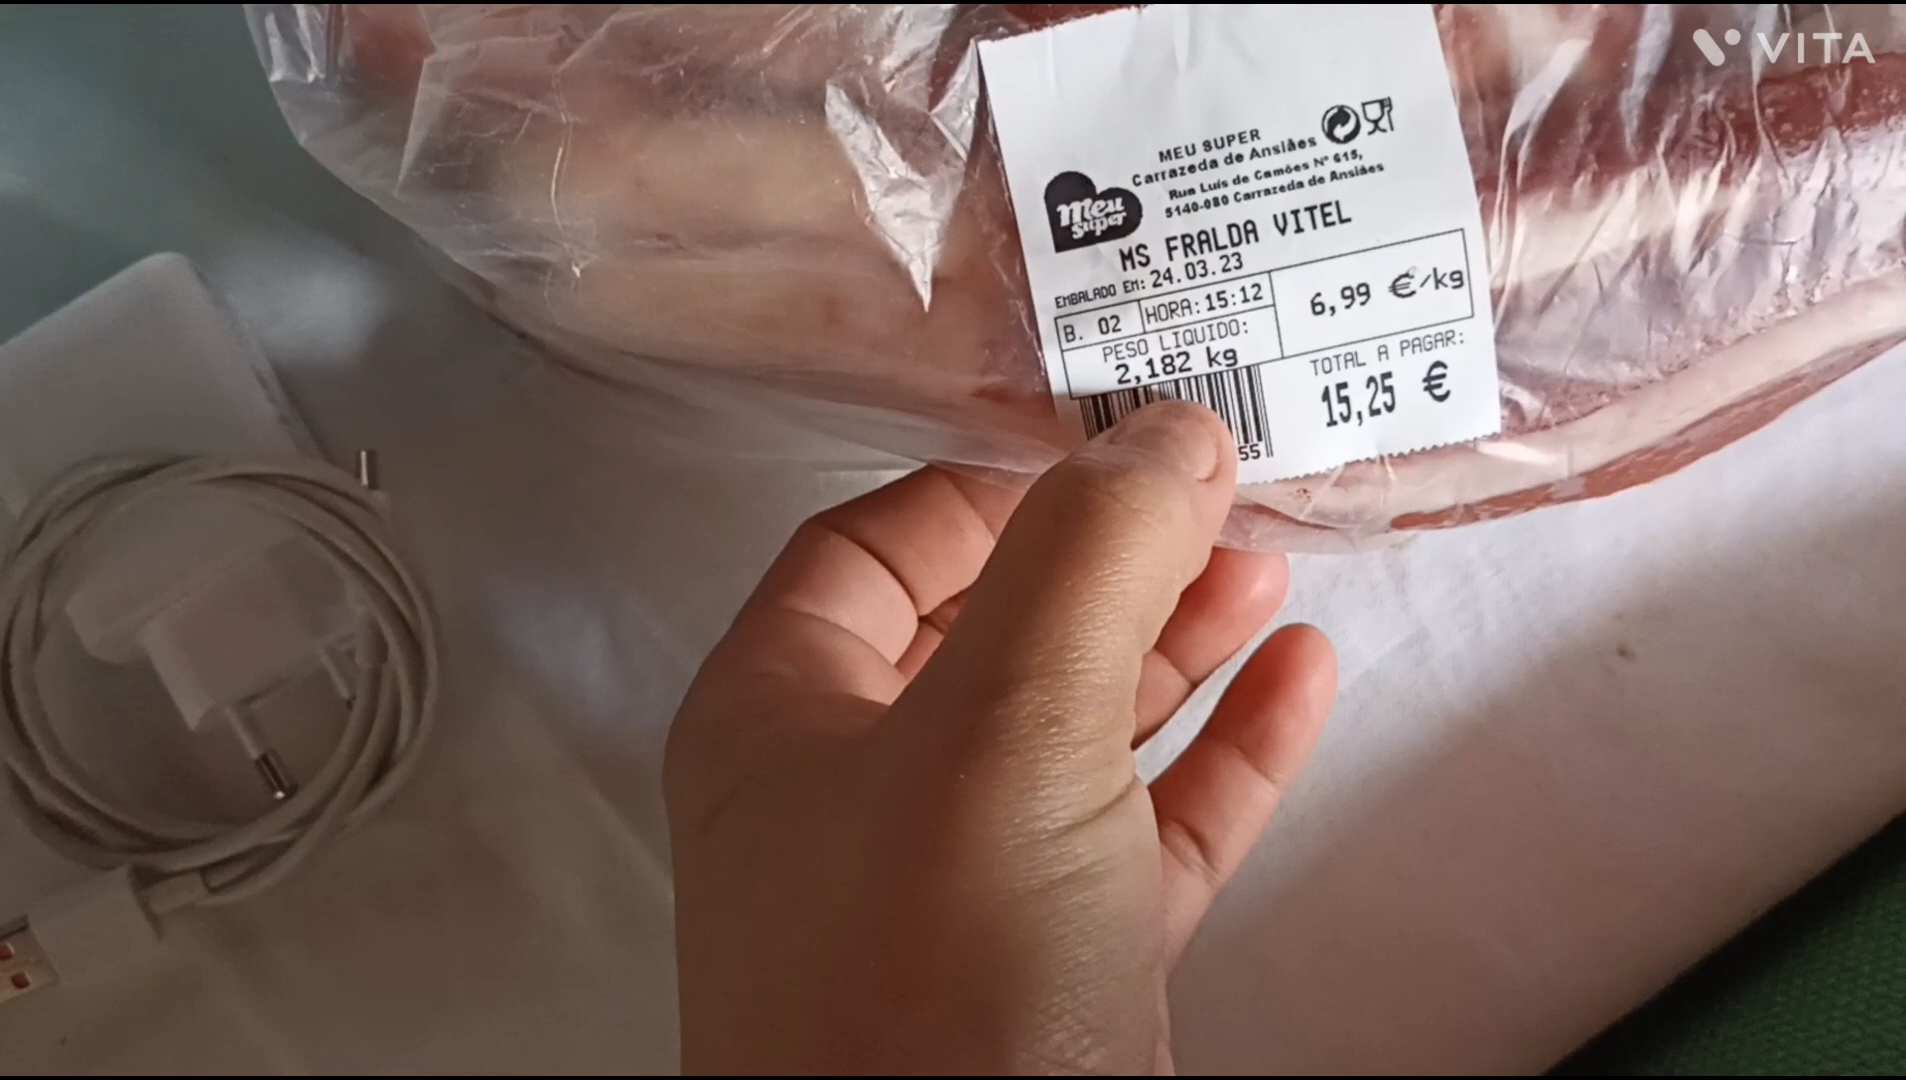 VITA
MEU SUPER
Carrazeda de Ansiães
Rua Luís de Camões Nº 615,
5140-080 Carrazeda de Ansiães
meu
super
MS FRALDA VITEL
EMBALADO EM: 24.03.23
B. 02 HORA: 15:12
6,99 €/kg
PESO LIQUIDO:
2,182 kg
TOTAL A PAGAR:
15,25 €
55